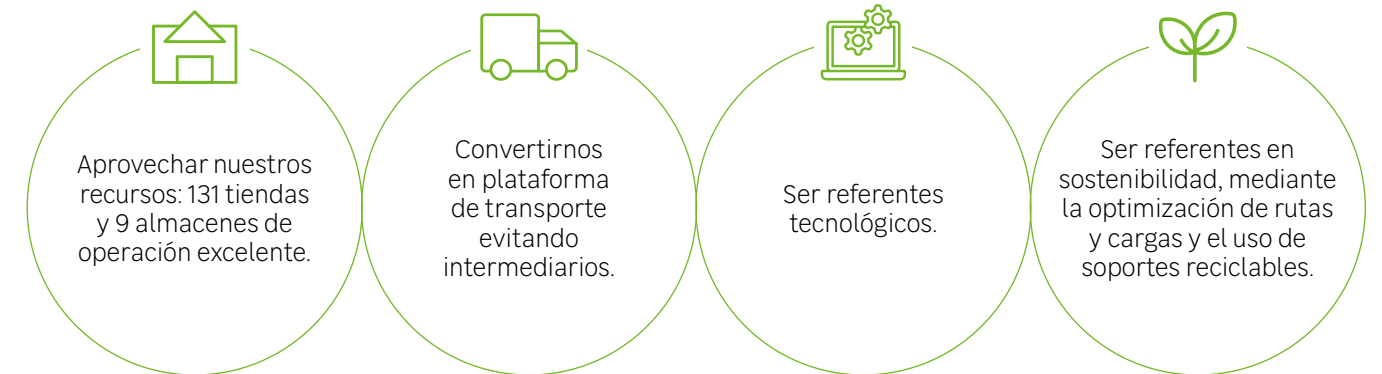 Aprovechar nuestros
recursos: 131 tiendas
y 9 almacenes de
operación excelente.
Convertirnos
en plataforma
de transporte
evitando
intermediarios.
Ser referentes
tecnológicos.
Ser referentes en
sostenibilidad, mediante
la optimización de rutas
y cargas y el uso de
soportes reciclables.